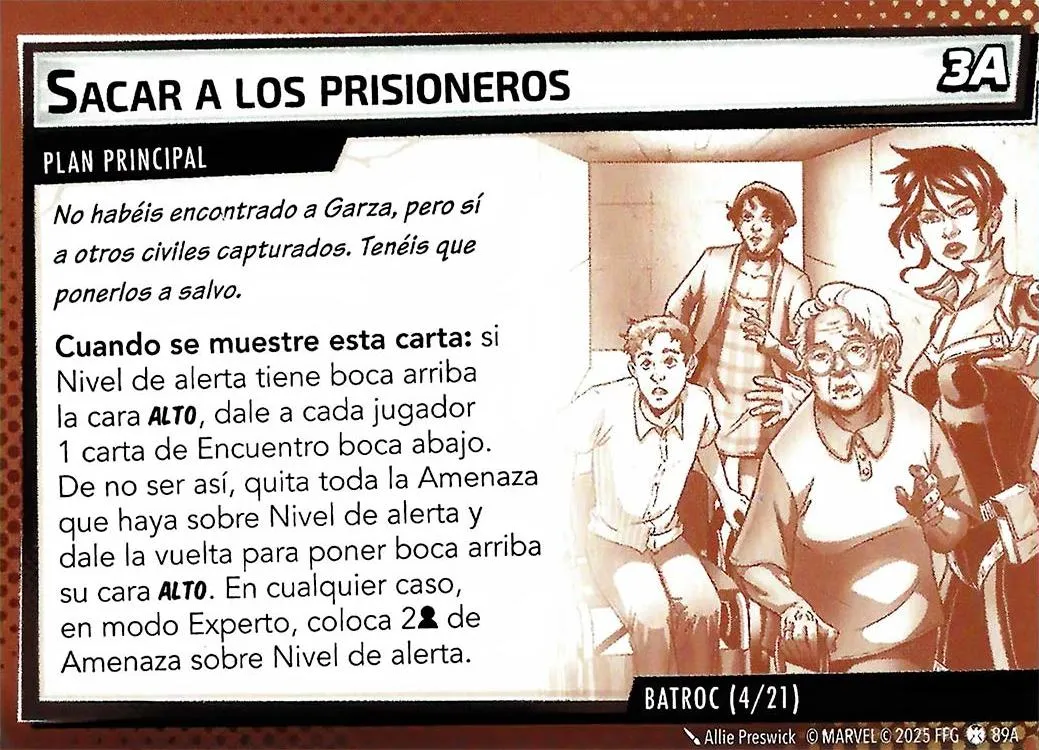 SACAR A LOS PRISIONEROS
3A
PLAN PRINCIPAL
No habéis encontrado a Garza, pero sí
a otros civiles capturados. Tenéis que
ponerlos a salvo.
Cuando se muestre esta carta: si
Nivel de alerta tiene boca arriba
la cara ALTO, dale a cada jugador
1 carta de Encuentro boca abajo.
De no ser así, quita toda la Amenaza
que haya sobre Nivel de alerta y
dale la vuelta para poner boca arriba
su cara ALTO. En cualquier caso,
en modo Experto, coloca 2 de
Amenaza sobre Nivel de alerta.
BATROC (4/21)
Allie Preswick © MARVEL © 2025 FFG 89A